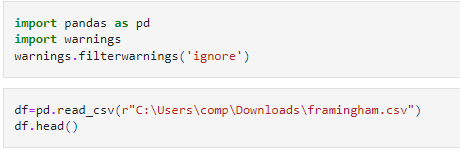 import pandas as pd
import warnings
warnings.filterwarnings('ignore')
df=pd.read_csv(r"C:\Users\comp\Downloads\framingham.csv")
df.head()